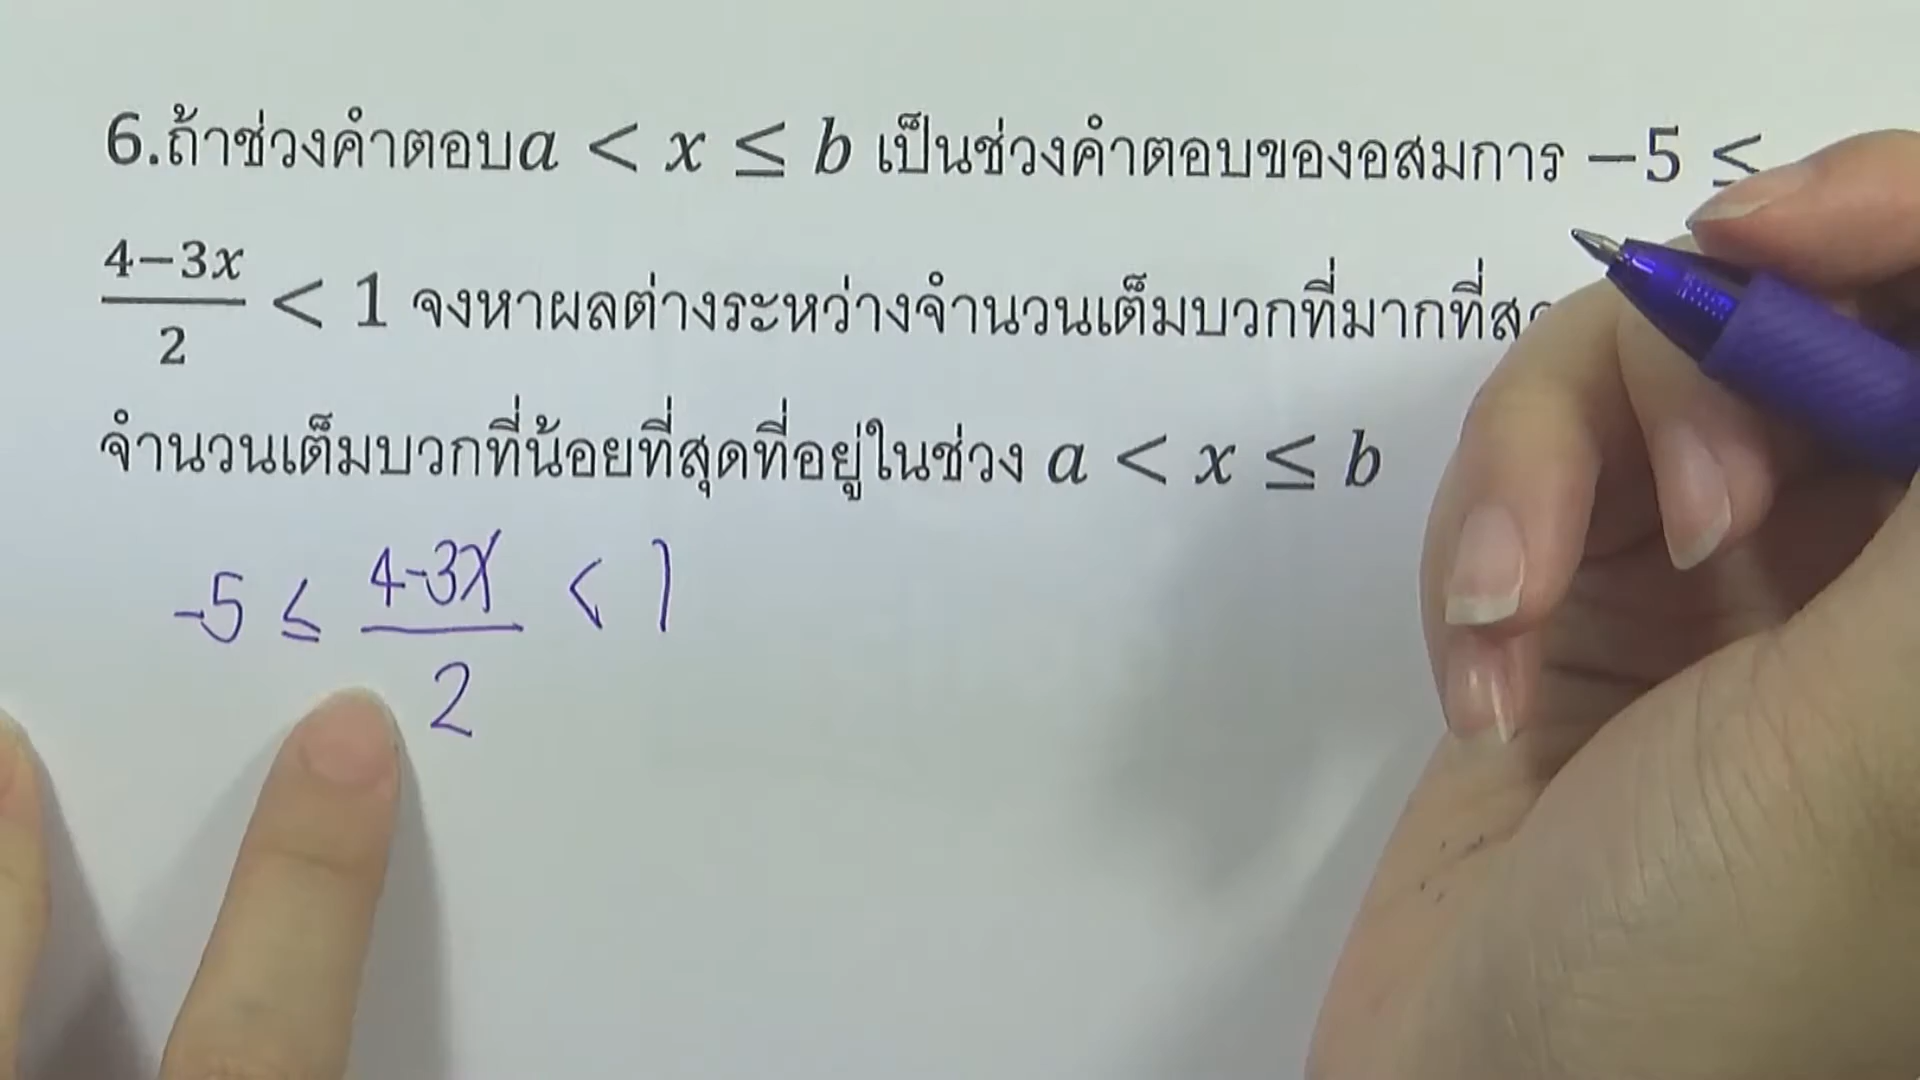 6.ถ้าช่วงคำตอบa < x ≤ b เป็นช่วงคำตอบของอสมการ −5 ≤
4−3x/2 < 1 จงหาผลต่างระหว่างจำนวนเต็มบวกที่มากที่
จำนวนเต็มบวกที่น้อยที่สุดที่อยู่ในช่วง a < x ≤ b
-5 ≤ 4-3x/2 < 1